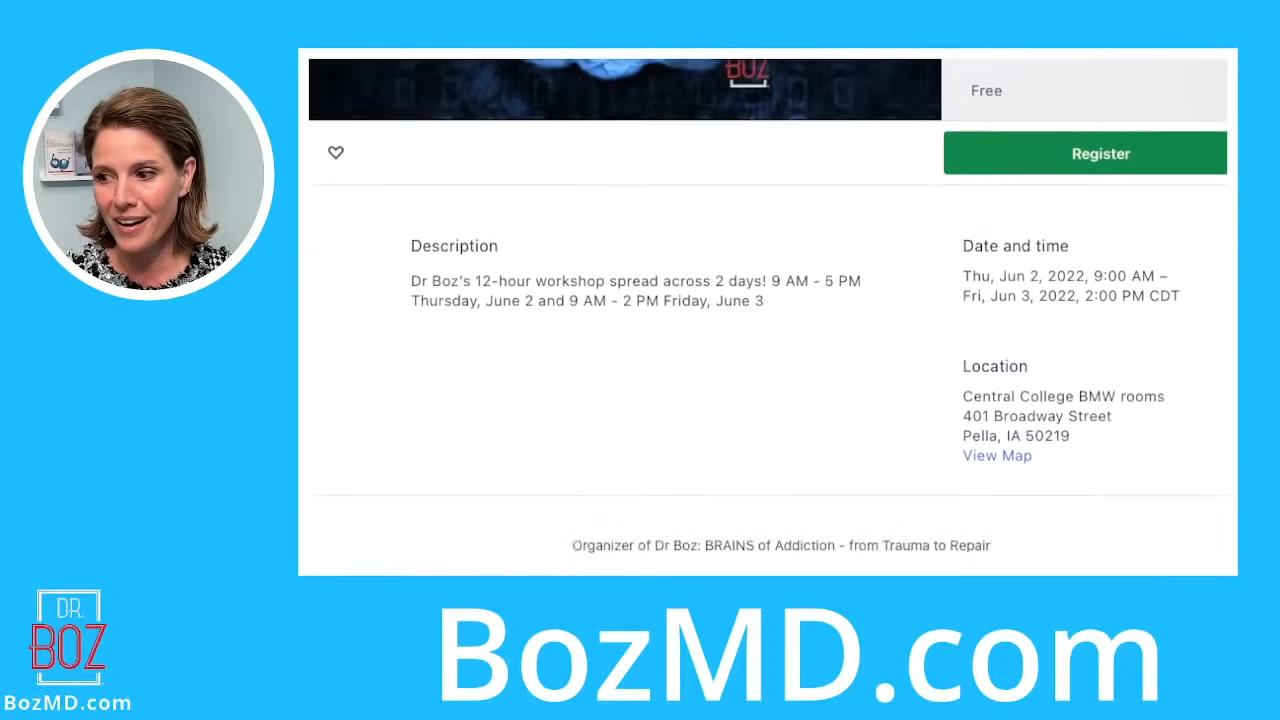 BOZ
Free
Register
Description
Dr Boz's 12-hour workshop spread across 2 days! 9 AM - 5 PM
Thursday, June 2 and 9 AM - 2 PM Friday, June 3
Date and time
Thu, Jun 2, 2022, 9:00 AM –
Fri, Jun 3, 2022, 2:00 PM CDT
Location
Central College BMW rooms
401 Broadway Street
Pella, IA 50219
View Map
Organizer of Dr Boz: BRAINS of Addiction - from Trauma to Repair
DR.
BOZ
BozMD.com
BozMD.com